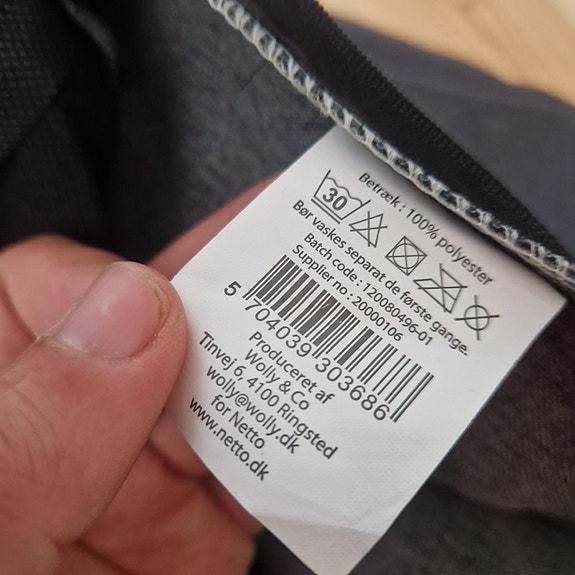 Betræk : 100% polyester
30
Bør vaskes separat de første gange.
Batch code : 120080496-01
Supplier no : 20000106
5 704039 303686
Produceret af
Wolly & Co
Tinvej 6, 4100 Ringsted
wolly@wolly.dk
for Netto
www.netto.dk